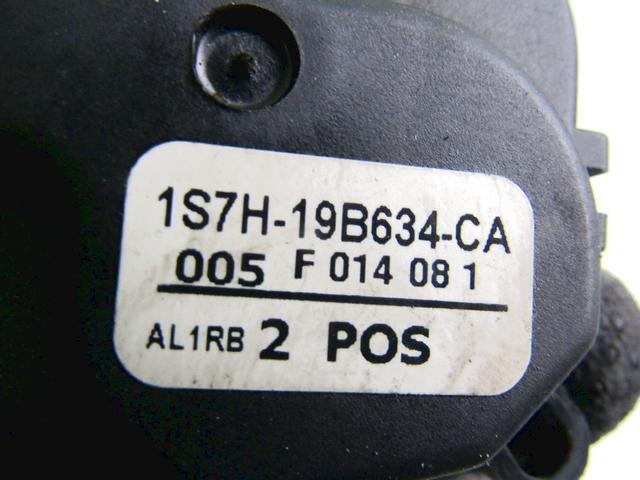 1S7H-19B634-CA
005 F 014 08 1
AL1RB 2 POS